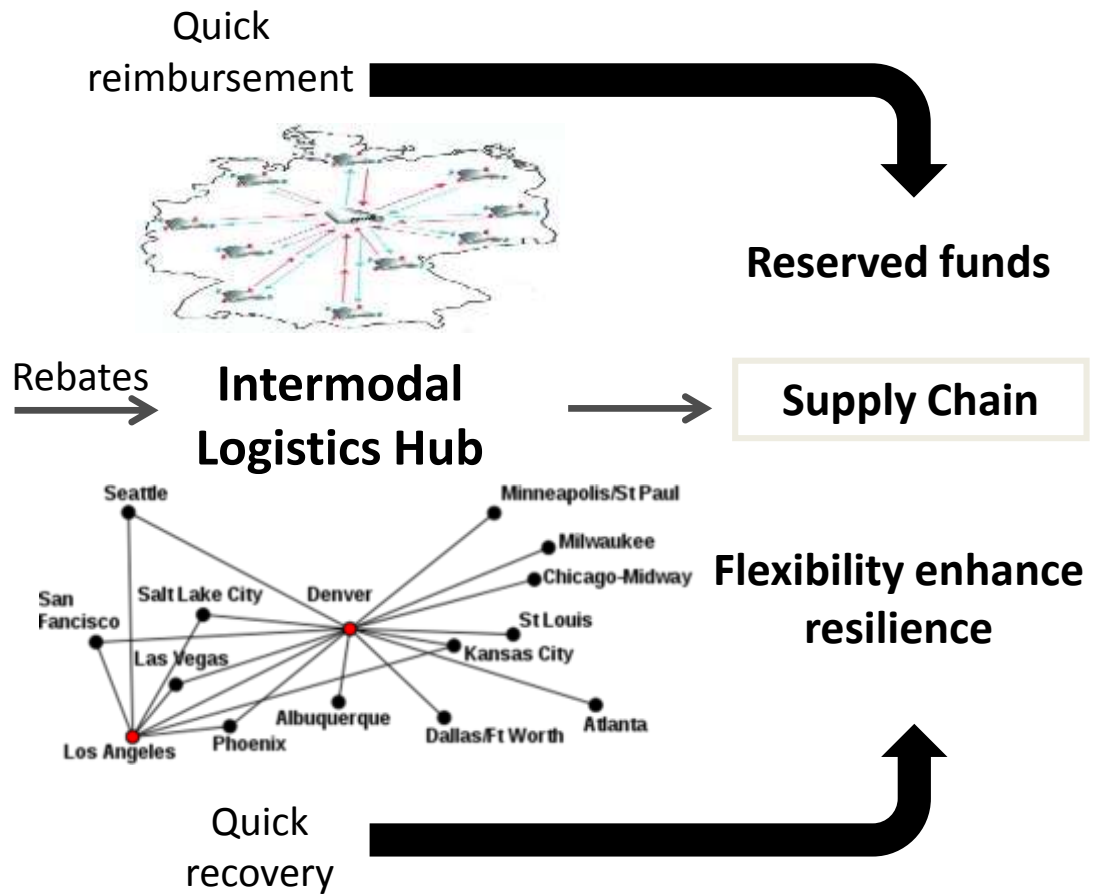 Quick
reimbursement
Reserved funds
Rebates
Intermodal
Logistics Hub
Supply Chain
Seattle
Minneapolis/St Paul
Milwaukee
Chicago-Midway
Salt Lake City
Denver
San
Fancisco
St Louis
Kansas City
Las Vegas
Albuquerque
Atlanta
Dallas/Ft Worth
Phoenix
Los Angeles
Flexibility enhance
resilience
Quick
recovery